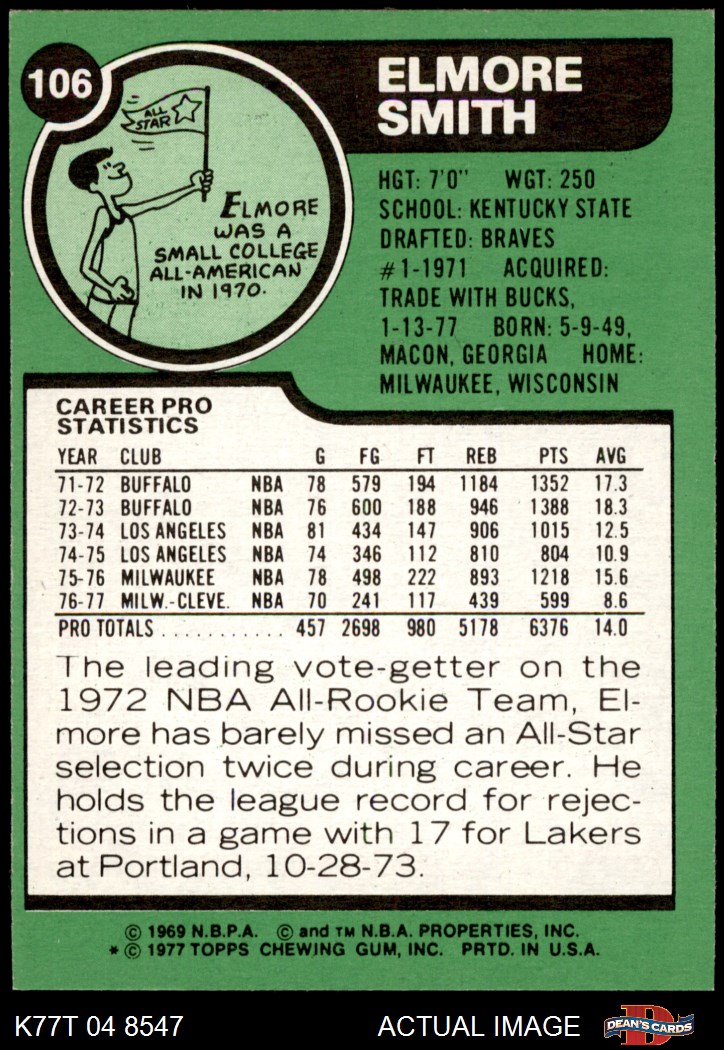 106
ALL
STAR
ELMORE
WAS A
SMALL COLLEGE
ALL-AMERICAN
IN 1970.
ELMORE
SMITH
HGT: 7'0" WGT: 250
SCHOOL: KENTUCKY STATE
DRAFTED: BRAVES
#1-1971 ACQUIRED:
TRADE WITH BUCKS,
1-13-77 BORN: 5-9-49,
MACON, GEORGIA HOME:
MILWAUKEE, WISCONSIN
CAREER PRO
STATISTICS
YEAR CLUB G FG FT REB PTS AVG
71-72 BUFFALO NBA 78 579 194 1184 1352 17.3
72-73 BUFFALO NBA 76 600 188 946 1388 18.3
73-74 LOS ANGELES NBA 81 434 147 906 1015 12.5
74-75 LOS ANGELES NBA 74 346 112 810 804 10.9
75-76 MILWAUKEE NBA 78 498 222 893 1218 15.6
76-77 MILW.-CLEVE. NBA 70 241 117 439 599 8.6
PRO TOTALS . . . . . . . . . . . 457 2698 980 5178 6376 14.0
The leading vote-getter on the
1972 NBA All-Rookie Team, El-
more has barely missed an All-Star
selection twice during career. He
holds the league record for rejec-
tions in a game with 17 for Lakers
at Portland, 10-28-73.
© 1969 N.B.P.A. © and TM N.B.A. PROPERTIES, INC.
* © 1977 TOPPS CHEWING GUM, INC. PRTD. IN U.S.A.
K77T 04 8547 ACTUAL IMAGE D DEAN'S CARDS